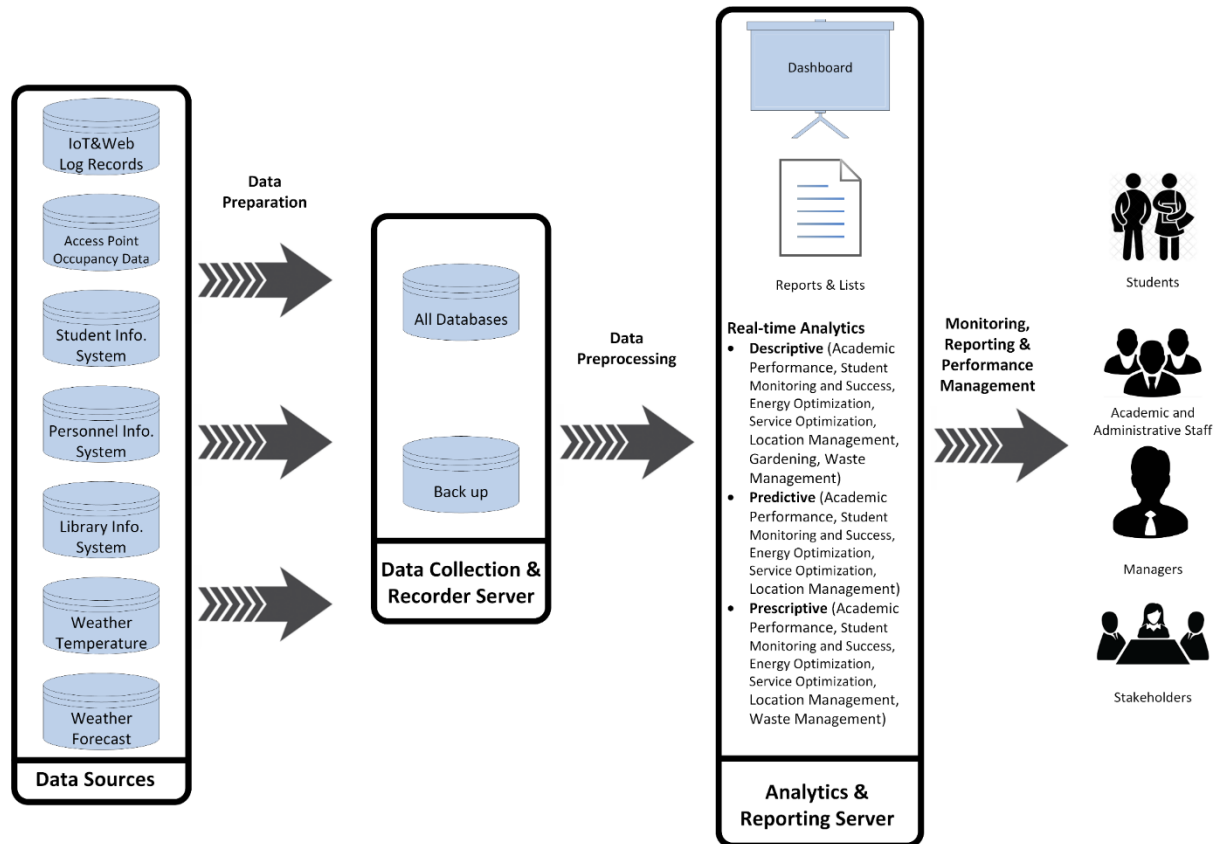 IoT&Web
Log Records
Access Point
Occupancy Data
Student Info.
System
Personnel Info.
System
Library Info.
System
Weather
Temperature
Weather
Forecast
Data Sources
Data
Preparation
All Databases
Back up
Data Collection &
Recorder Server
Data
Preprocessing
Dashboard
Reports & Lists
Real-time Analytics
• Descriptive (Academic
Performance, Student
Monitoring and Success,
Energy Optimization,
Service Optimization,
Location Management,
Gardening, Waste
Management)
• Predictive (Academic
Performance, Student
Monitoring and Success,
Energy Optimization,
Service Optimization,
Location Management)
• Prescriptive (Academic
Performance, Student
Monitoring and Success,
Energy Optimization,
Service Optimization,
Location Management,
Waste Management)
Analytics &
Reporting Server
Monitoring,
Reporting &
Performance
Management
Students
Academic and
Administrative Staff
Managers
Stakeholders